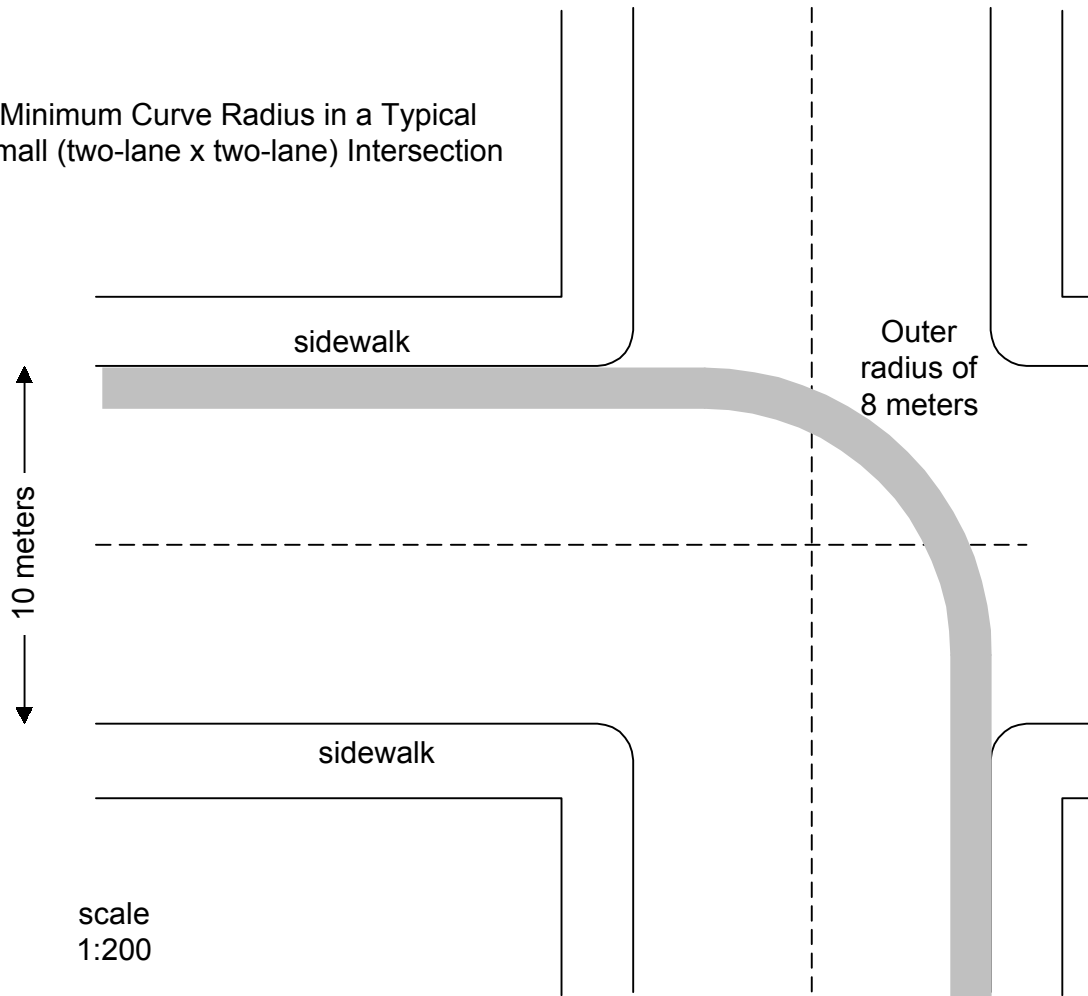 Minimum Curve Radius in a Typical
mall (two-lane x two-lane) Intersection
sidewalk
Outer
radius of
8 meters
10 meters
sidewalk
scale
1:200